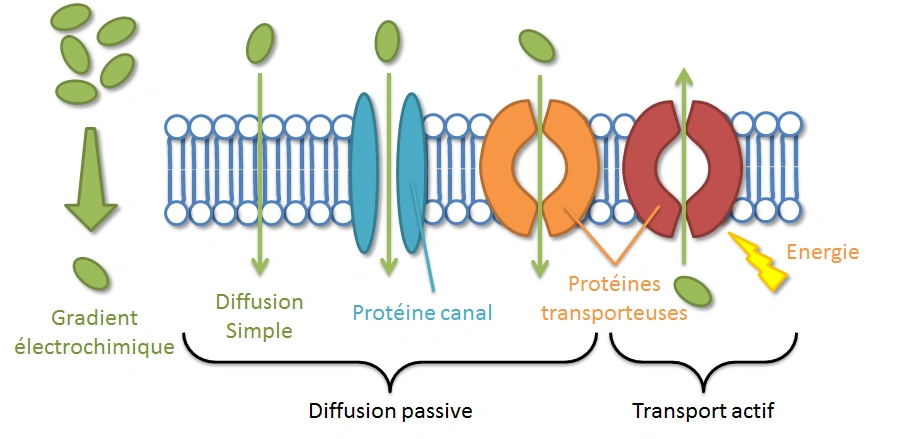 Gradient
électrochimique
Diffusion
Simple
Protéine canal
Protéines
transporteuses
Energie
Diffusion passive
Transport actif